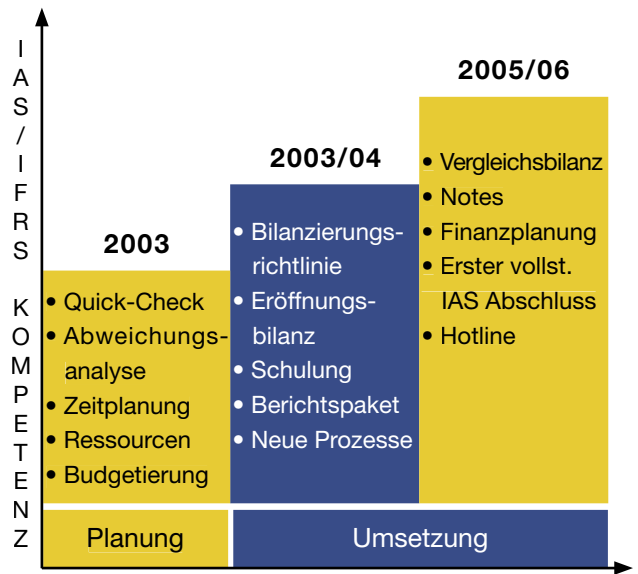 IAS/IFRS KOMPETENZ
2003
• Quick-Check
• Abweichungs-
analyse
• Zeitplanung
• Ressourcen
• Budgetierung
2003/04
• Bilanzierungs-
richtlinie
• Eröffnungs-
bilanz
• Schulung
• Berichtspaket
• Neue Prozesse
2005/06
• Vergleichsbilanz
• Notes
• Finanzplanung
• Erster vollst.
IAS Abschluss
• Hotline
Planung
Umsetzung